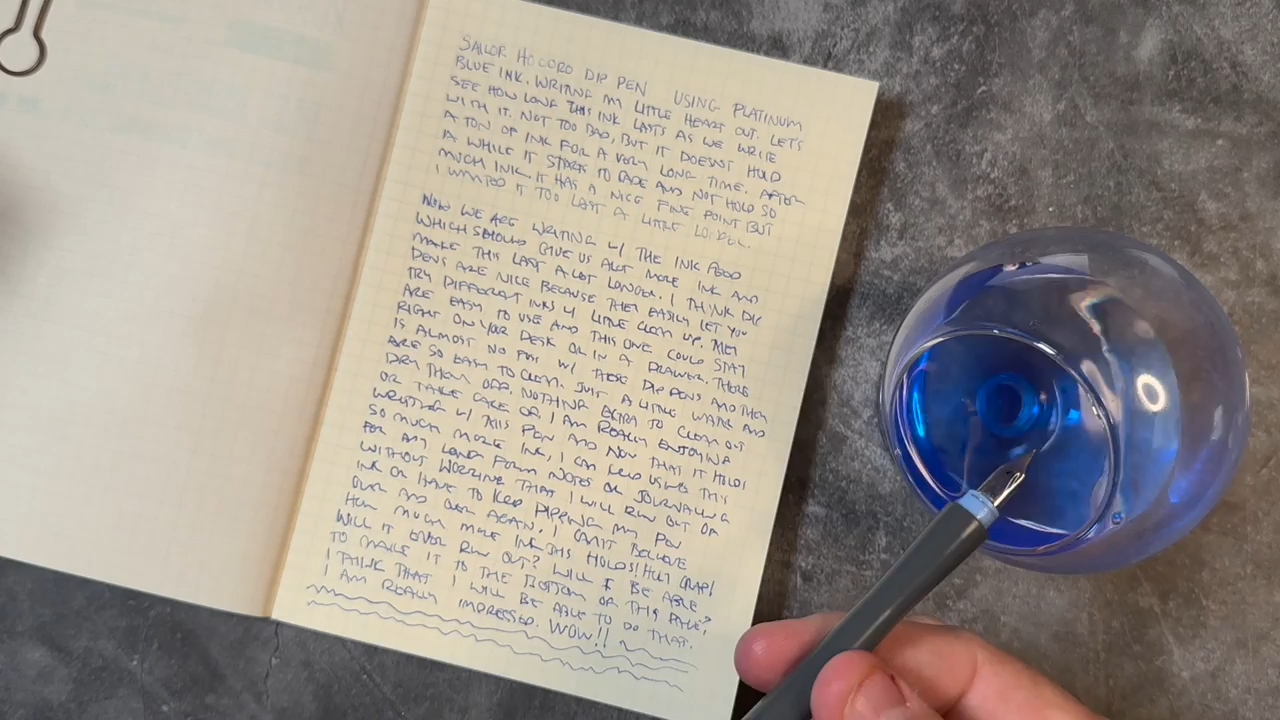 SAILOR HOCORO DIP PEN USING PLATINUM
BLUE INK. WRITING MY LITTLE HEART OUT. LET'S
SEE HOW LONG THIS INK LASTS AS WE WRITE
WITH IT. NOT TOO BAD, BUT IT DOESN'T HOLD
A TON OF INK FOR A VERY LONG TIME. AFTER
A WHILE IT STARTS TO FADE AND NOT HOLD SO
MUCH INK. IT HAS A NICE FINE POINT BUT
I WANTED IT TOO LAST A LITTLE LONGER.
NOW WE ARE WRITING W/ THE INK FEED
WHICH SHOULD GIVE US ALOT MORE INK AND
MAKE THIS LAST A LOT LONGER. I THINK DIP
PENS ARE NICE BECAUSE THEY EASILY LET YOU
TRY DIFFERENT INKS W/ LITTLE CLEAN UP. THEY
ARE EASY TO USE AND THIS ONE COULD STAY
RIGHT ON YOUR DESK OR IN A DRAWER. THERE
IS ALMOST NO FUSS W/ THESE DIP PENS AND THEY
ARE SO EASY TO CLEAN. JUST A LITTLE WATER AND
DRY THEM OFF. NOTHING EXTRA TO CLEAN OUT
OR TAKE CARE OF. I AM REALLY ENJOYING
WRITING W/ THIS PEN AND NOW THAT IT HOLDS
SO MUCH MORE INK, I CAN KEEP USING THIS
FOR ANY LONG FORM NOTES OR JOURNALING
WITHOUT WORRYING THAT I WILL RUN OUT OF
INK OR HAVE TO KEEP DIPPING MY PEN
OVER AND OVER AGAIN. I CAN'T BELIEVE
HOW MUCH MORE INK THIS HOLDS! HOLY CRAP!
WILL IT EVER RUN OUT? WILL I BE ABLE
TO MAKE IT TO THE BOTTOM OF THIS PAGE?
I THINK THAT I WILL BE ABLE TO DO THAT.
I AM REALLY IMPRESSED. WOW!!